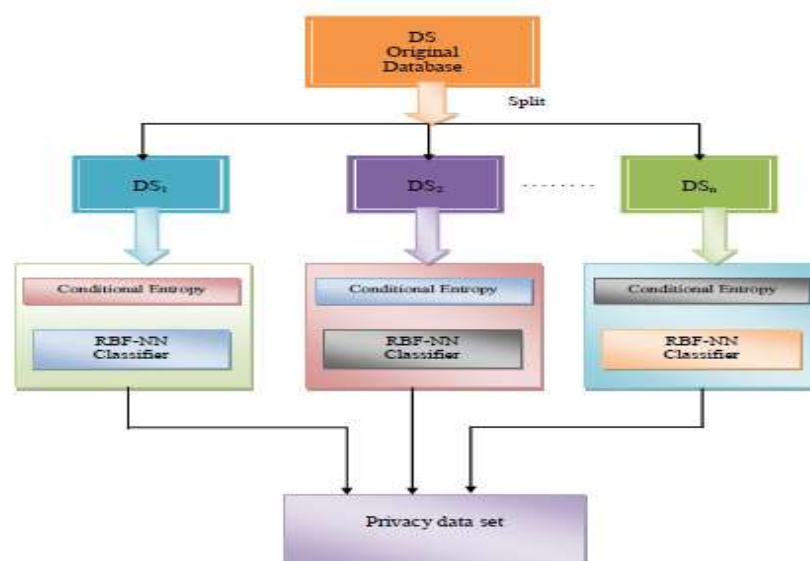 DS
Original
Database
Split
DS₁
DS₂
..........
DSₙ
Conditional Entropy
Conditional Entropy
Conditional Entropy
RBF-NN
Classifier
RBF-NN
Classifier
RBF-NN
Classifier
Privacy data set